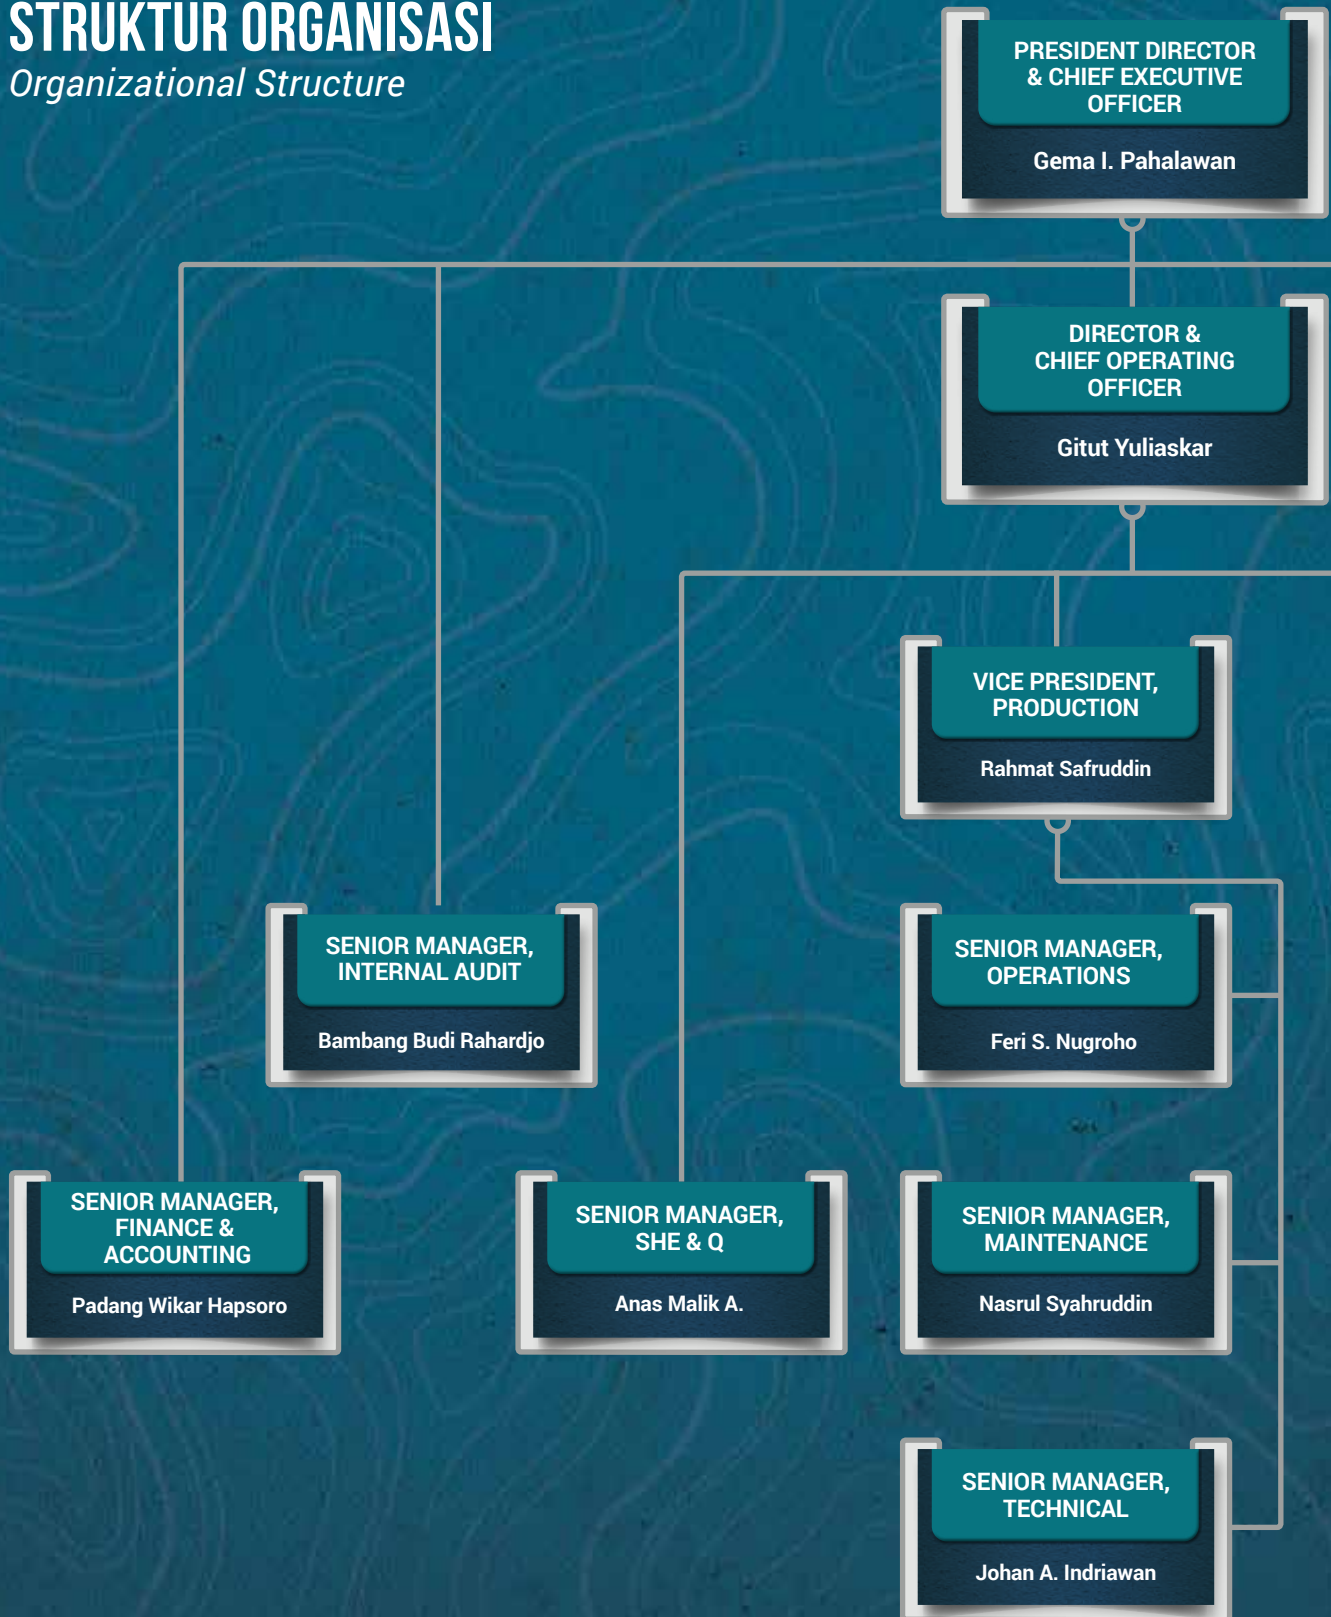 STRUKTUR ORGANISASI
Organizational Structure
PRESIDENT DIRECTOR
& CHIEF EXECUTIVE
OFFICER
Gema I. Pahalawan
DIRECTOR &
CHIEF OPERATING
OFFICER
Gitut Yuliaskar
VICE PRESIDENT,
PRODUCTION
Rahmat Safruddin
SENIOR MANAGER,
INTERNAL AUDIT
Bambang Budi Rahardjo
SENIOR MANAGER,
OPERATIONS
Feri S. Nugroho
SENIOR MANAGER,
FINANCE &
ACCOUNTING
Padang Wikar Hapsoro
SENIOR MANAGER,
SHE & Q
Anas Malik A.
SENIOR MANAGER,
MAINTENANCE
Nasrul Syahruddin
SENIOR MANAGER,
TECHNICAL
Johan A. Indriawan